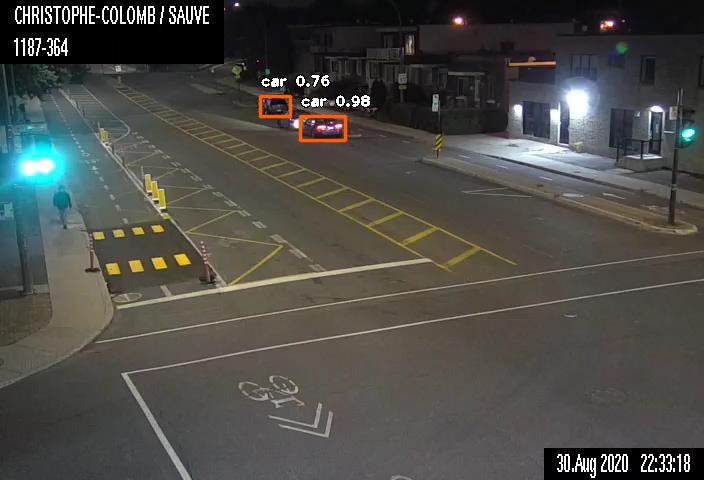 CHRISTOPHE-COLOMB / SAUVE
1187-364
car 0.76
car 0.98
30.Aug 2020 22:33:18